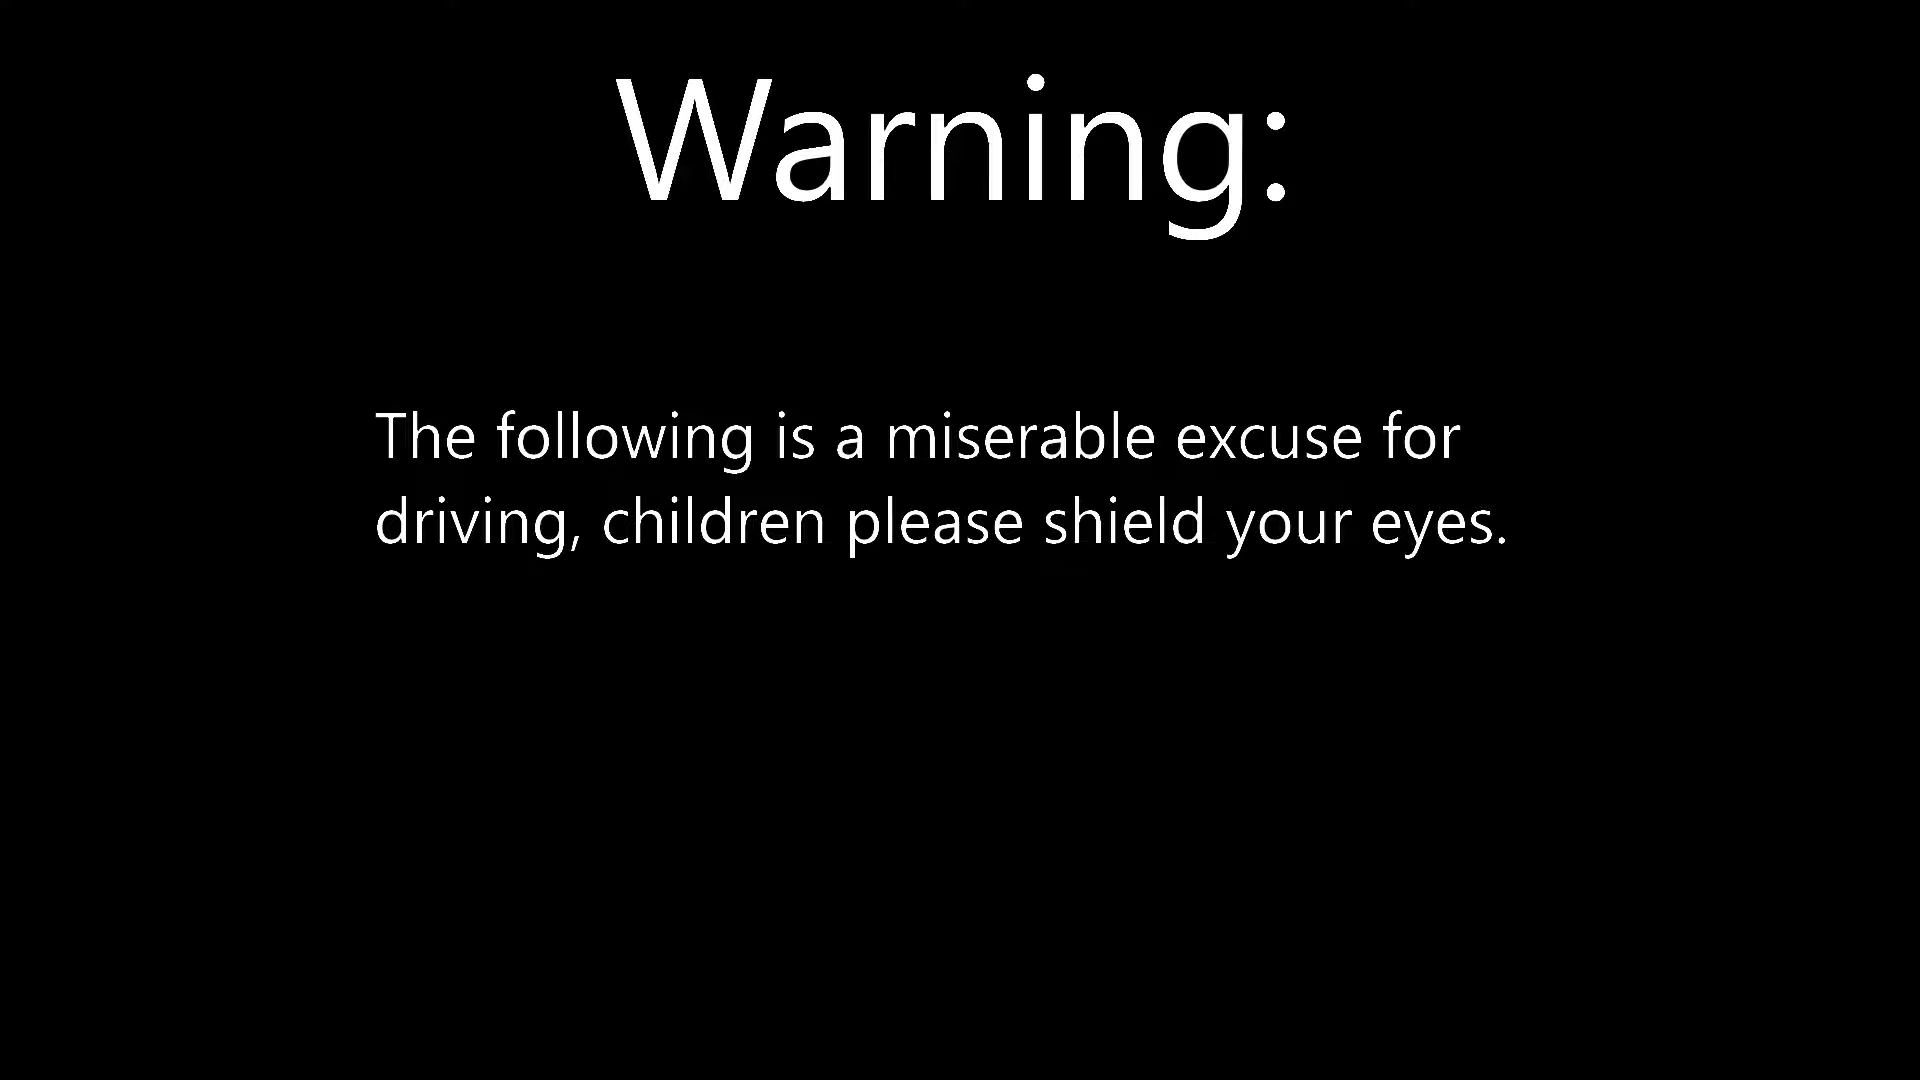 Warning:
The following is a miserable excuse for
driving, children please shield your eyes.